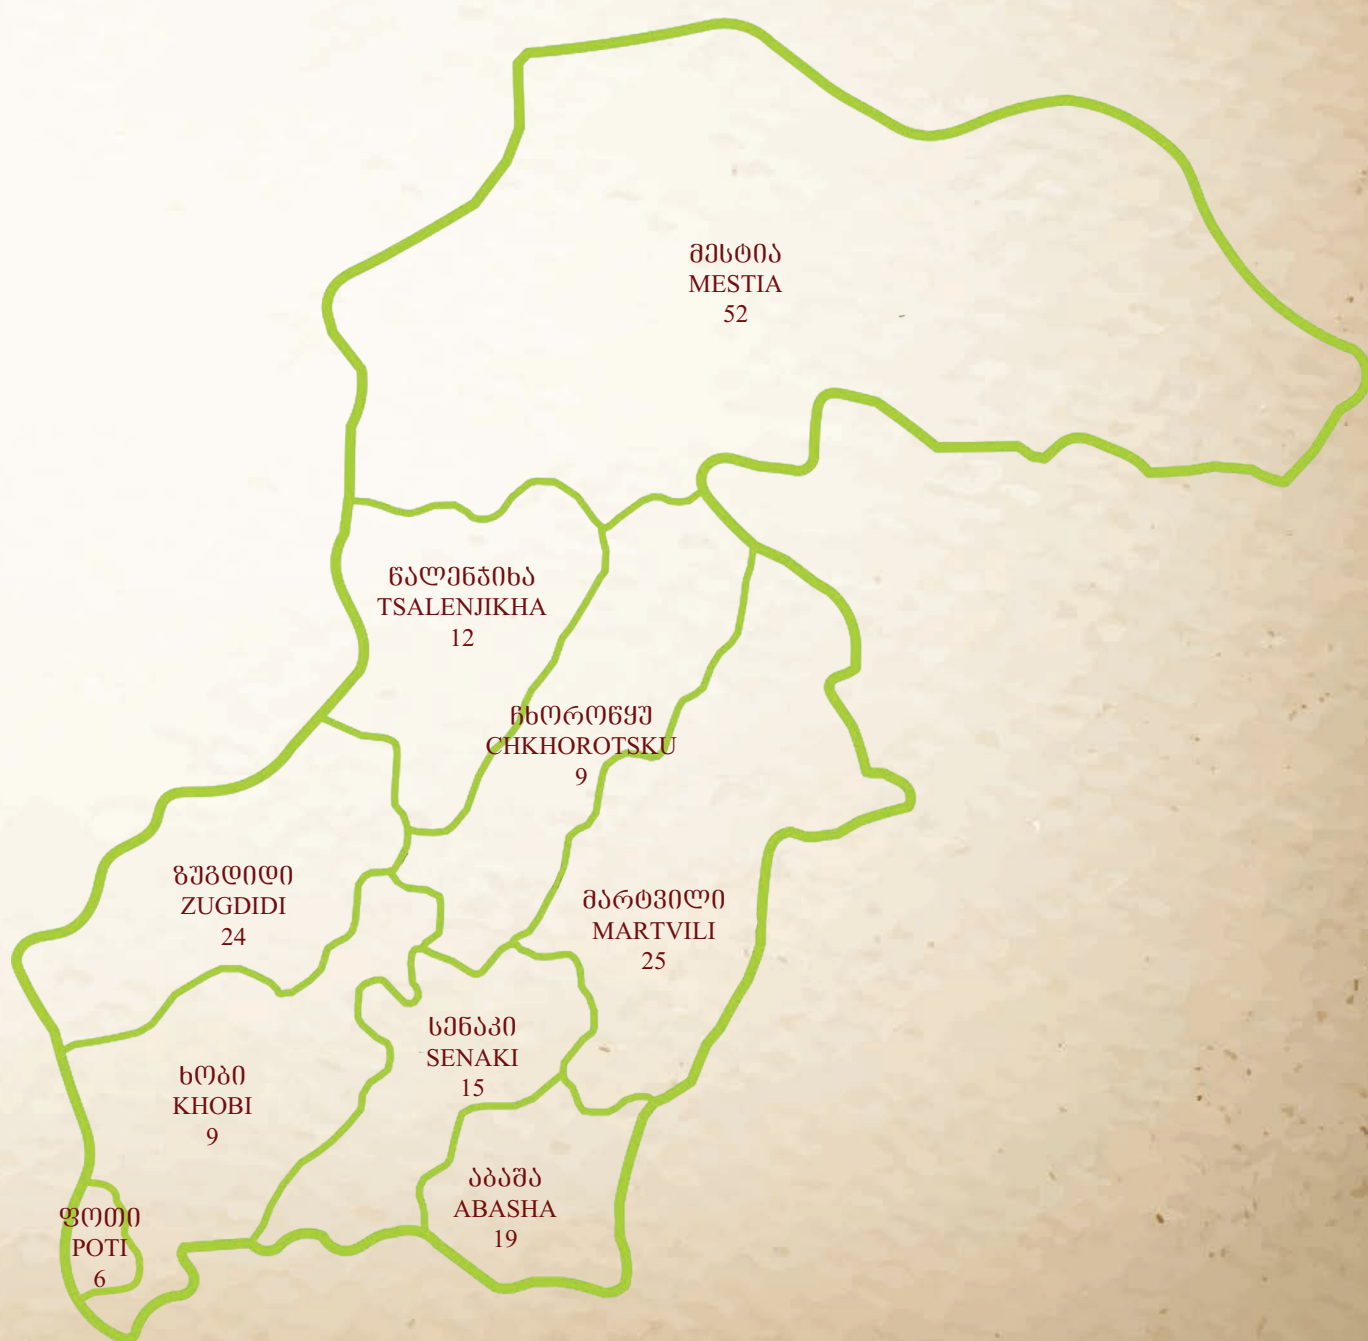 მესტია
MESTIA
52
წალენჯიხა
TSALENJIKHA
12
ჩხოროწყუ
CHKHOROTSKU
9
ზუგდიდი
ZUGDIDI
24
მარტვილი
MARTVILI
25
სენაკი
SENAKI
15
ხობი
KHOBI
9
აბაშა
ABASHA
19
ფოთი
POTI
6